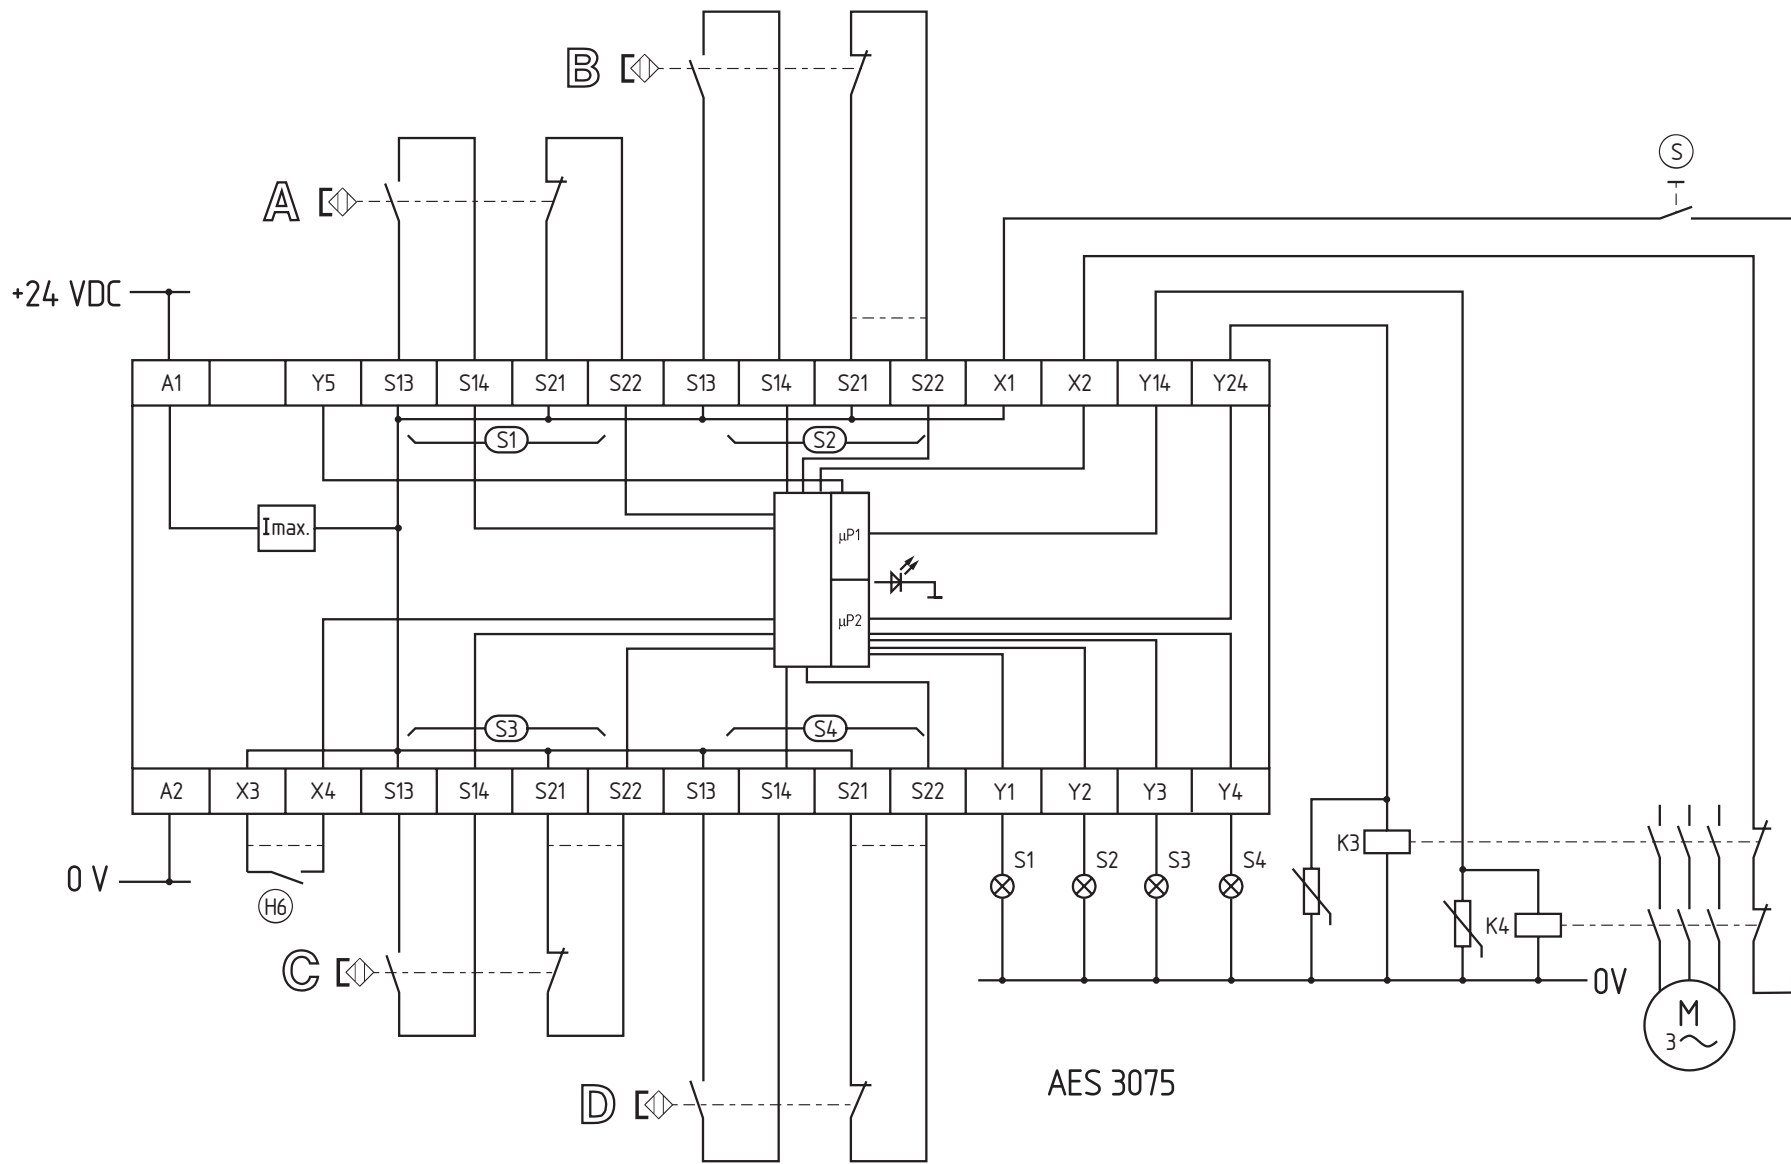 B
S
A
+24 VDC
A1 Y5 S13 S14 S21 S22 S13 S14 S21 S22 X1 X2 Y14 Y24
S1 S2
Imax.
µP1
µP2
S3 S4
A2 X3 X4 S13 S14 S21 S22 S13 S14 S21 S22 Y1 Y2 Y3 Y4
K3
S1 S2 S3 S4
0 V
H6
K4
C
0V
M
3
AES 3075
D